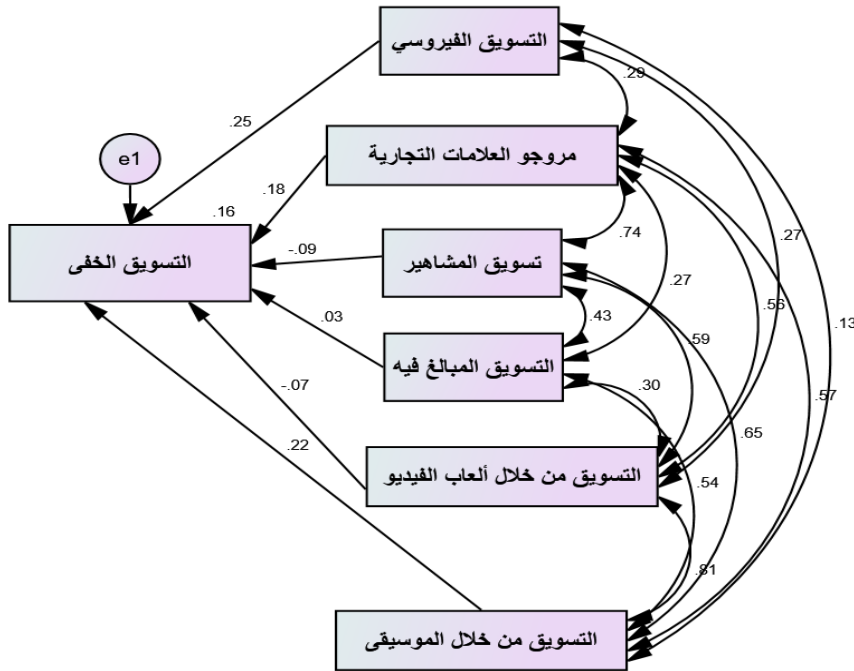 التسويق الفيروسي
.29
.25
مروجو العلامات التجارية
e1
.18
.16
.74
.27
التسويق الخفى
-.09
تسويق المشاهير
.27
.56
.43
.59
.13
.03
التسويق المبالغ فيه
.30
-.07
.57
.22
.65
التسويق من خلال ألعاب الفيديو
.54
.81
التسويق من خلال الموسيقى